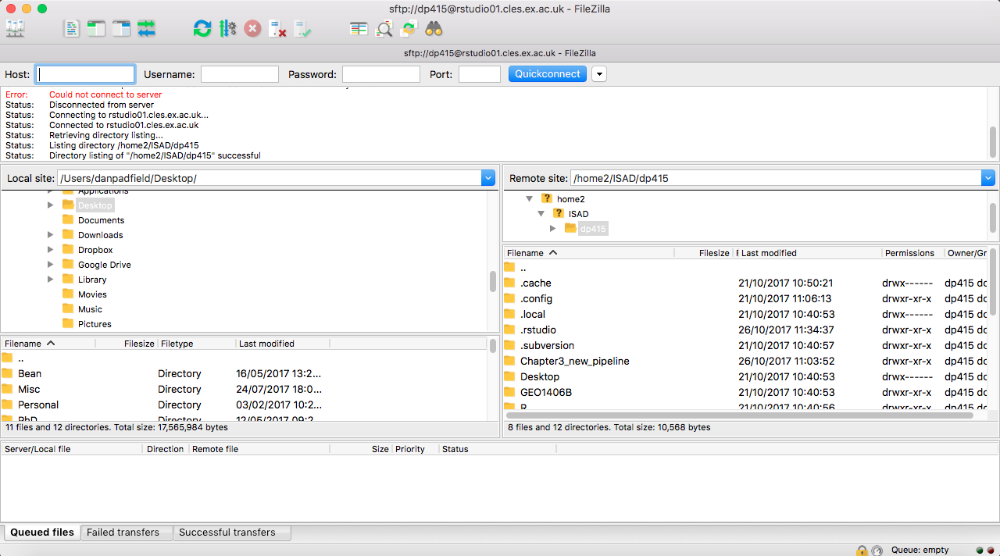 sftp://dp415@rstudio01.cles.ex.ac.uk - FileZilla
sftp://dp415@rstudio01.cles.ex.ac.uk - FileZilla
Host: Username: Password: Port: Quickconnect
Error: Could not connect to server
Status: Disconnected from server
Status: Connecting to rstudio01.cles.ex.ac.uk...
Status: Connected to rstudio01.cles.ex.ac.uk
Status: Retrieving directory listing...
Status: Listing directory /home2/ISAD/dp415
Status: Directory listing of "/home2/ISAD/dp415" successful
Local site: /Users/danpadfield/Desktop/
Applications
Desktop
Documents
Downloads
Dropbox
Google Drive
Library
Movies
Music
Pictures
Filename Filesize Filetype Last modified
..
Bean Directory 16/05/2017 13:2...
Misc Directory 24/07/2017 18:0...
Personal Directory 03/02/2017 10:2...
PhD Directory 12/05/2017 09:2...
11 files and 12 directories. Total size: 17,565,984 bytes
Remote site: /home2/ISAD/dp415
home2
ISAD
dp415
Filename Filesize F Last modified Permissions Owner/Gr
..
.cache 21/10/2017 10:50:21 drwx------ dp415 do
.config 21/10/2017 11:06:13 drwxr-xr-x dp415 do
.local 21/10/2017 10:40:53 drwx------ dp415 do
.rstudio 26/10/2017 11:34:37 drwxr-xr-x dp415 do
.subversion 21/10/2017 10:40:57 drwxr-xr-x dp415 do
Chapter3_new_pipeline 26/10/2017 11:03:52 drwxr-xr-x dp415 do
Desktop 21/10/2017 10:40:53 drwxr-xr-x dp415 do
GEO1406B 21/10/2017 10:40:53 drwxr-xr-x dp415 do
R 21/10/2017 10:40:56 drwxr-xr-x dp415 do
8 files and 12 directories. Total size: 10,568 bytes
Server/Local file Direction Remote file Size Priority Status
Queued files Failed transfers Successful transfers
Queue: empty